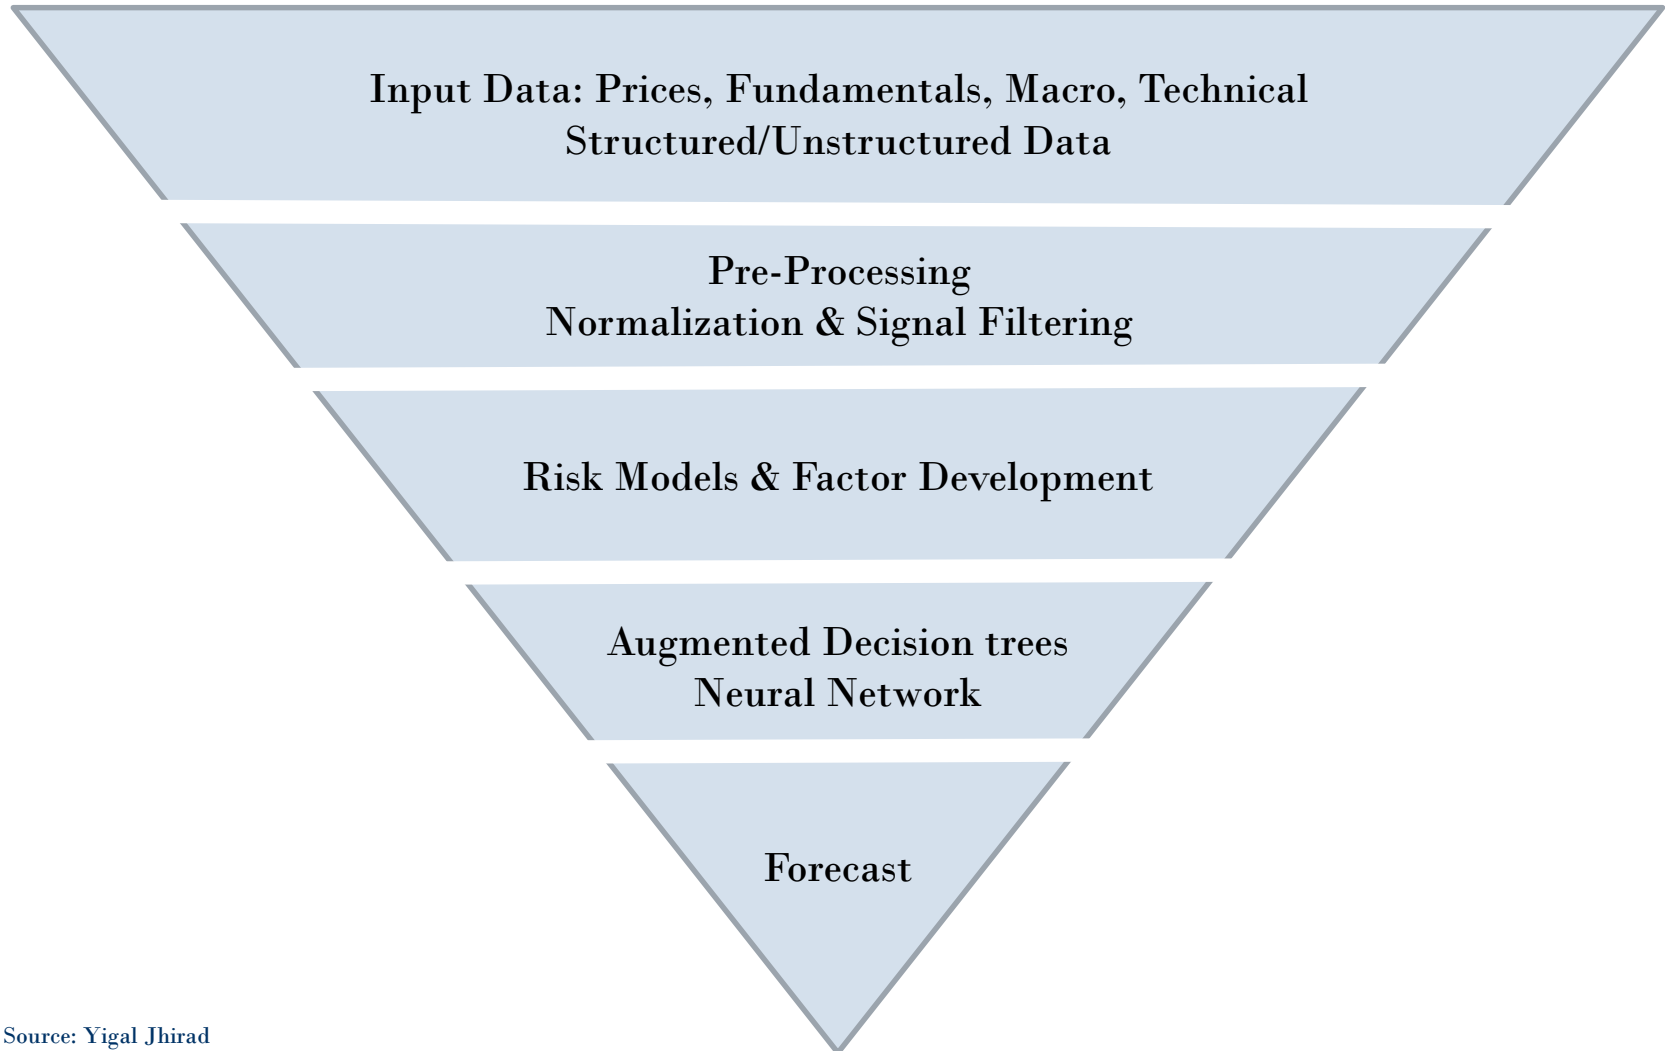 Input Data: Prices, Fundamentals, Macro, Technical
Structured/Unstructured Data
Pre-Processing
Normalization & Signal Filtering
Risk Models & Factor Development
Augmented Decision trees
Neural Network
Forecast
Source: Yigal Jhirad